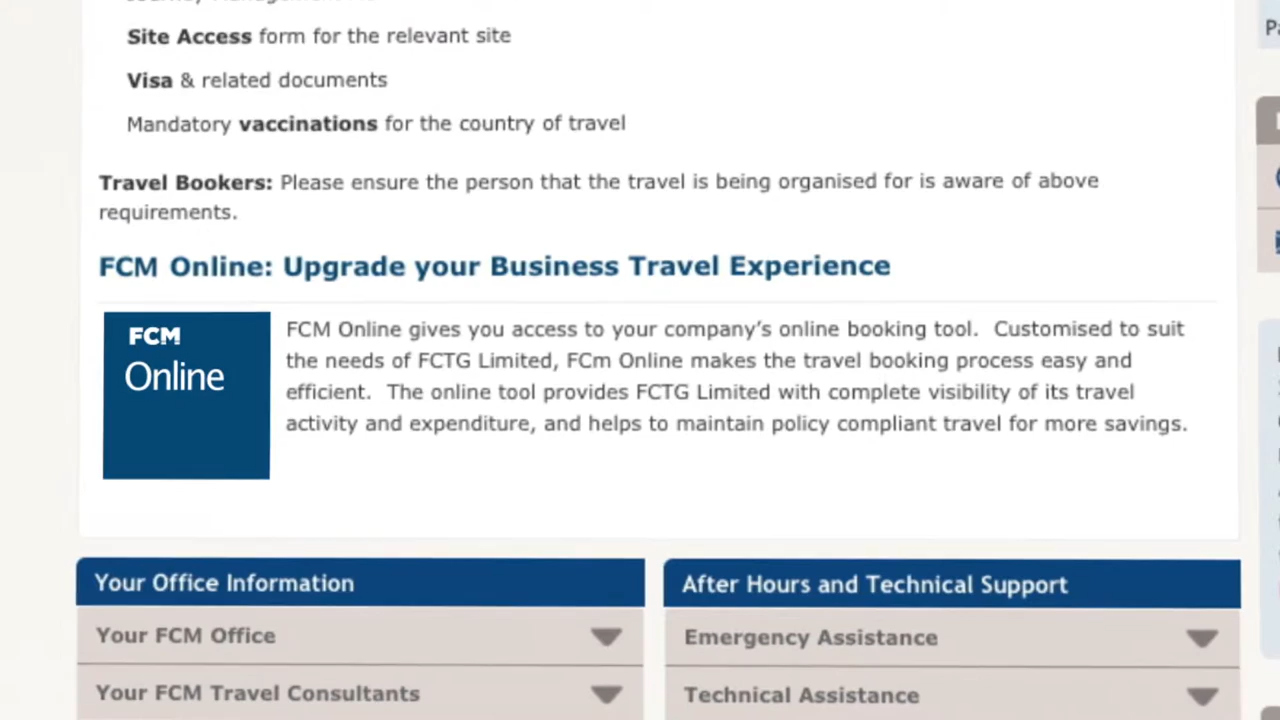 Site Access form for the relevant site
Visa & related documents
Mandatory vaccinations for the country of travel
Travel Bookers: Please ensure the person that the travel is being organised for is aware of above
requirements.
FCM Online: Upgrade your Business Travel Experience
FCM
Online
FCM Online gives you access to your company’s online booking tool.  Customised to suit
the needs of FCTG Limited, FCm Online makes the travel booking process easy and
efficient.  The online tool provides FCTG Limited with complete visibility of its travel
activity and expenditure, and helps to maintain policy compliant travel for more savings.
Your Office Information
Your FCM Office
Your FCM Travel Consultants
After Hours and Technical Support
Emergency Assistance
Technical Assistance